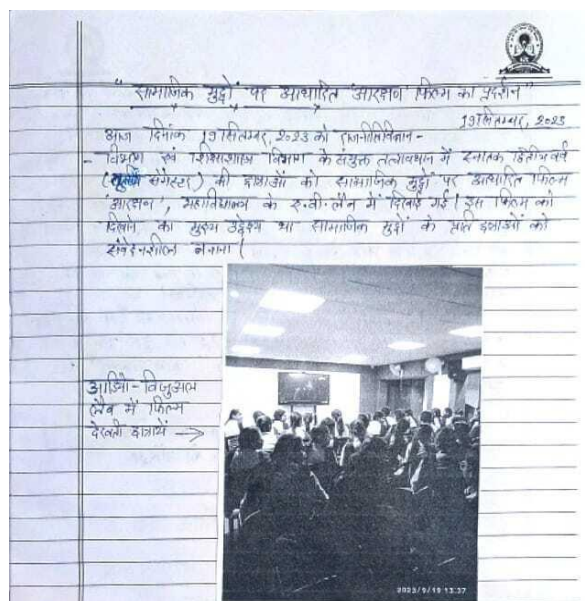 "सामाजिक मुद्दों पर आधारित 'आरक्षण' फिल्म का प्रदर्शन"
19 सितम्बर, 2023
आज दिनांक 19 सितम्बर, 2023 को राजनीतिविज्ञान-
- विभाग एवं शिक्षाशास्त्र विभाग के संयुक्त तत्वावधान में स्नातक द्वितीय वर्ष
(तृतीय सेमेस्टर) की छात्राओं को सामाजिक मुद्दों पर आधारित फिल्म
'आरक्षण', महाविद्यालय के ए.वी. लैब में दिखाई गई। इस फिल्म को
दिखाने का मुख्य उद्देश्य था सामाजिक मुद्दों के प्रति छात्राओं को
संवेदनशील बनाना।
आडियो-विजुअल
लैब में फिल्म
देखती छात्रायें →
2023/9/19 13:37